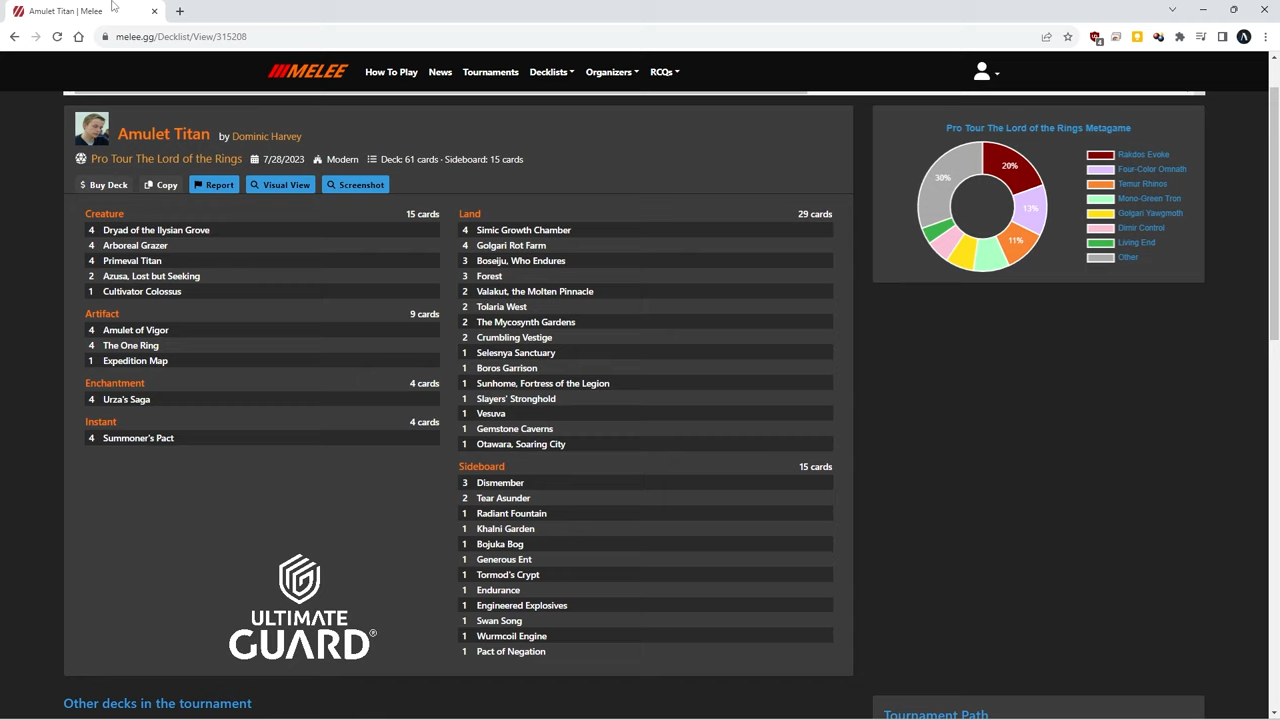 Amulet Titan | Melee
melee.gg/Decklist/View/315208
4
MELEE
How To Play
News
Tournaments
Decklists
Organizers
RCQs
Amulet Titan by Dominic Harvey
Pro Tour The Lord of the Rings 7/28/2023 Modern Deck: 61 cards · Sideboard: 15 cards
$ Buy Deck
Copy
Report
Visual View
Screenshot
Creature 15 cards
4 Dryad of the Ilysian Grove
4 Arboreal Grazer
4 Primeval Titan
2 Azusa, Lost but Seeking
1 Cultivator Colossus
Artifact 9 cards
4 Amulet of Vigor
4 The One Ring
1 Expedition Map
Enchantment 4 cards
4 Urza's Saga
Instant 4 cards
4 Summoner's Pact
ULTIMATE
GUARD®
Land 29 cards
4 Simic Growth Chamber
4 Golgari Rot Farm
3 Boseiju, Who Endures
3 Forest
2 Valakut, the Molten Pinnacle
2 Tolaria West
2 The Mycosynth Gardens
2 Crumbling Vestige
1 Selesnya Sanctuary
1 Boros Garrison
1 Sunhome, Fortress of the Legion
1 Slayers' Stronghold
1 Vesuva
1 Gemstone Caverns
1 Otawara, Soaring City
Sideboard 15 cards
3 Dismember
2 Tear Asunder
1 Radiant Fountain
1 Khalni Garden
1 Bojuka Bog
1 Generous Ent
1 Tormod's Crypt
1 Endurance
1 Engineered Explosives
1 Swan Song
1 Wurmcoil Engine
1 Pact of Negation
Pro Tour The Lord of the Rings Metagame
20%
13%
11%
30%
Rakdos Evoke
Four-Color Omnath
Temur Rhinos
Mono-Green Tron
Golgari Yawgmoth
Dimir Control
Living End
Other
Other decks in the tournament
Tournament Path